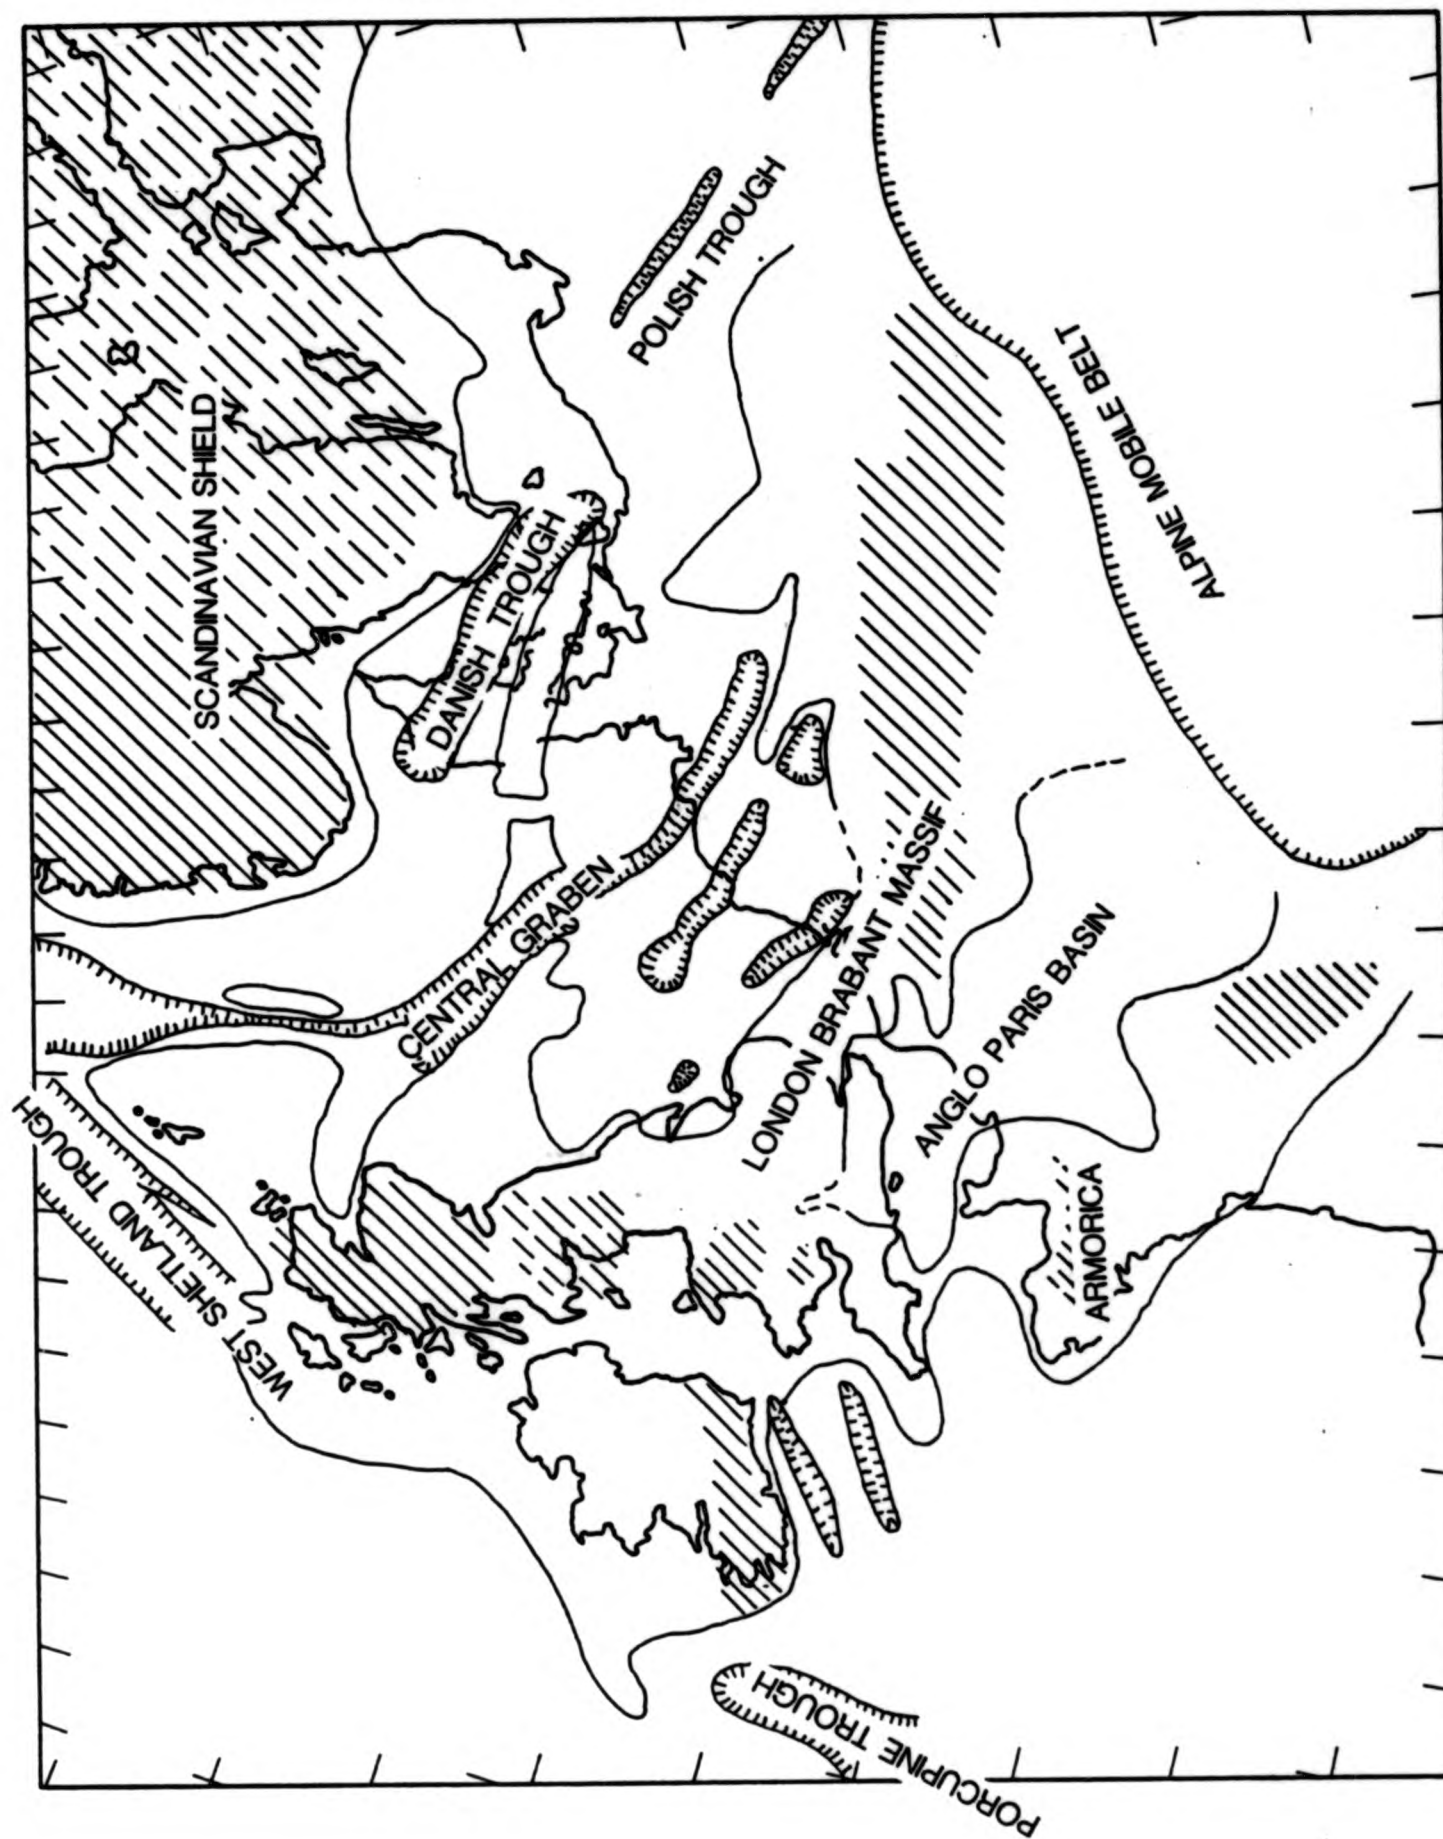 SCANDINAVIAN SHIELD
POLISH TROUGH
DANISH TROUGH
ALPINE MOBILE BELT
CENTRAL GRABEN
LONDON BRABANT MASSIF
ANGLO PARIS BASIN
WEST SHETLAND TROUGH
ARMORICA
PORCUPINE TROUGH